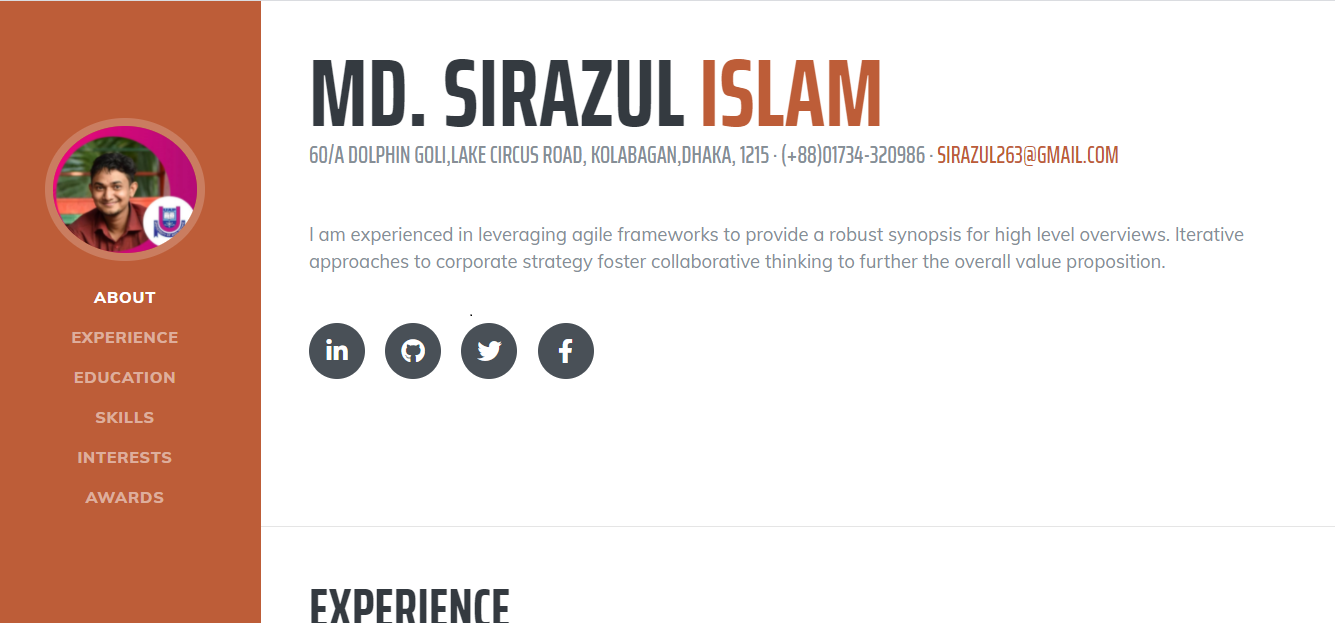 ABOUT
EXPERIENCE
EDUCATION
SKILLS
INTERESTS
AWARDS
MD. SIRAZUL ISLAM
60/A DOLPHIN GOLI,LAKE CIRCUS ROAD, KOLABAGAN,DHAKA, 1215 · (+88)01734-320986 · SIRAZUL263@GMAIL.COM
I am experienced in leveraging agile frameworks to provide a robust synopsis for high level overviews. Iterative
approaches to corporate strategy foster collaborative thinking to further the overall value proposition.
EXPERIENCE